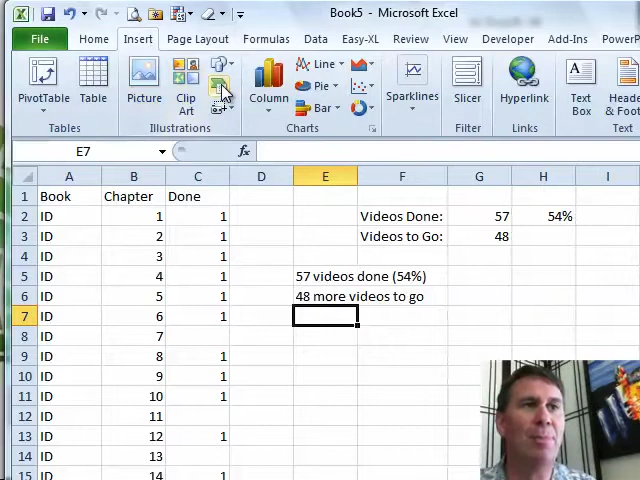 Book5 - Microsoft Excel
File Insert Page Layout Formulas Data Easy-XL Review View Developer Add-Ins PowerP
PivotTable Table Picture Clip Art Column Line Pie Bar Sparklines Slicer Hyperlink Text Box Heade & Foote
Tables Illustrations Charts Filter Links Text
E7 fx
A B C D E F G H I
1 Book Chapter Done
2 ID 1 1 Videos Done: 57 54%
3 ID 2 1 Videos to Go: 48
4 ID 3 1
5 ID 4 1 57 videos done (54%)
6 ID 5 1 48 more videos to go
7 ID 6 1
8 ID 7
9 ID 8 1
10 ID 9 1
11 ID 10 1
12 ID 11
13 ID 12 1
14 ID 13
15 ID 14 1